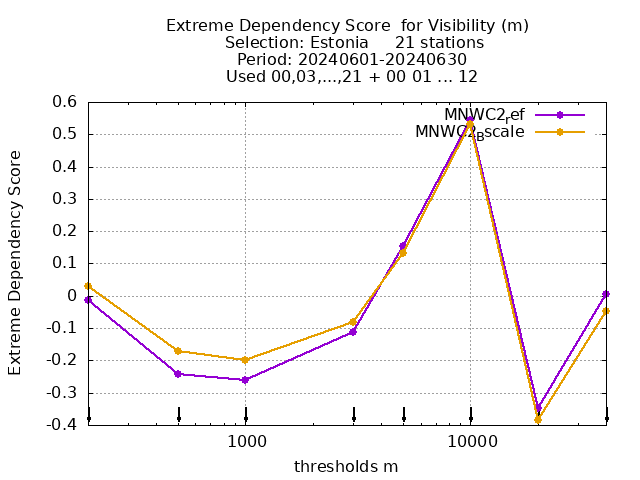 Extreme Dependency Score  for Visibility (m)
Selection: Estonia     21 stations
Period: 20240601-20240630
Used 00,03,...,21 + 00 01 ... 12
MNWC2_ref
MNWC2_Bscale
Extreme Dependency Score
0.6
0.5
0.4
0.3
0.2
0.1
0
-0.1
-0.2
-0.3
-0.4
1000 10000
thresholds m